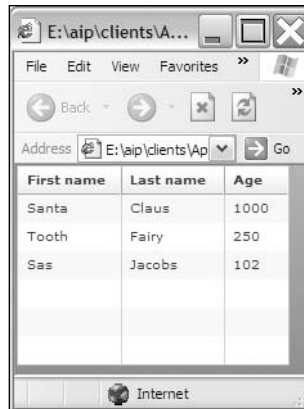 E:\aip\clients\A...
File Edit View Favorites »
Back »
Address E:\aip\clients\Ap Go
First name Last name Age
Santa Claus 1000
Tooth Fairy 250
Sas Jacobs 102
Internet